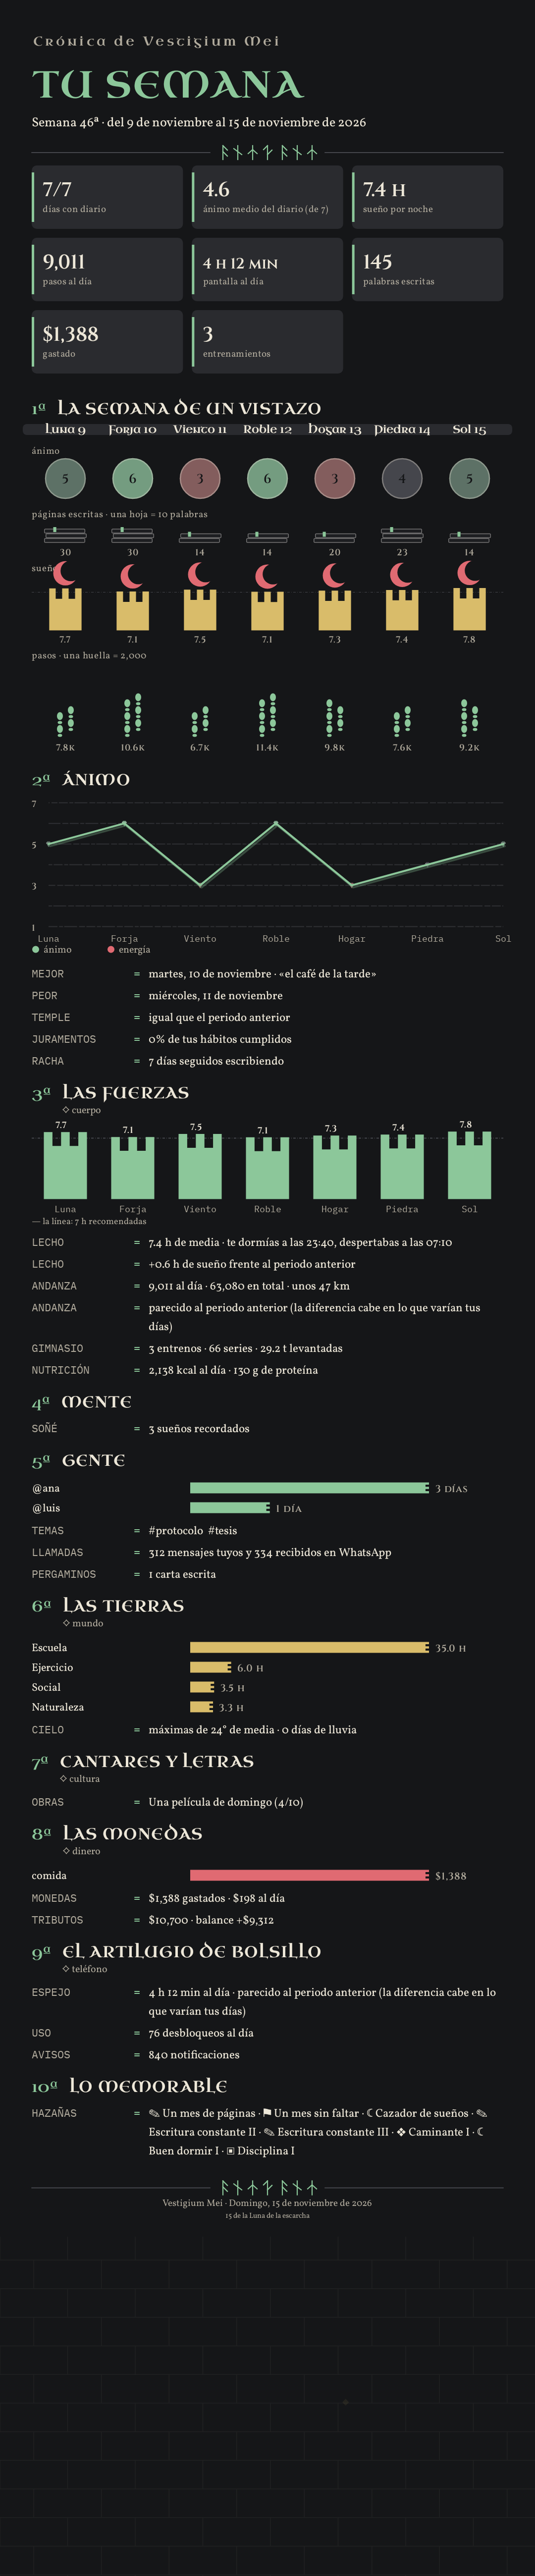 Crónica de Vestigium Mei
TU SEMANA
Semana 46ª · del 9 de noviembre al 15 de noviembre de 2026
7/7
días con diario
4.6
ánimo medio del diario (de 7)
7.4 H
sueño por noche
9,011
pasos al día
4 H 12 MIN
pantalla al día
145
palabras escritas
$1,388
gastado
3
entrenamientos
1ª LA SEMANA DE UN VISTAZO
Luna 9 Forja 10 Viento 11 Roble 12 Hogar 13 Piedra 14 Sol 15
ánimo
5 6 3 6 3 4 5
páginas escritas · una hoja = 10 palabras
30 30 14 14 20 23 14
sueño
7.7 7.1 7.5 7.1 7.3 7.4 7.8
pasos · una huella = 2,000
7.8K 10.6K 6.7K 11.4K 9.8K 7.6K 9.2K
2ª ÁNIMO
7
5
3
1
Luna Forja Viento Roble Hogar Piedra Sol
ánimo energía
MEJOR = martes, 10 de noviembre · «el café de la tarde»
PEOR = miércoles, 11 de noviembre
TEMPLE = igual que el periodo anterior
JURAMENTOS = 0% de tus hábitos cumplidos
RACHA = 7 días seguidos escribiendo
3ª LAS FUERZAS
◇ cuerpo
7.7 7.1 7.5 7.1 7.3 7.4 7.8
Luna Forja Viento Roble Hogar Piedra Sol
— la línea: 7 h recomendadas
LECHO = 7.4 h de media · te dormías a las 23:40, despertabas a las 07:10
LECHO = +0.6 h de sueño frente al periodo anterior
ANDANZA = 9,011 al día · 63,080 en total · unos 47 km
ANDANZA = parecido al periodo anterior (la diferencia cabe en lo que varían tus
días)
GIMNASIO = 3 entrenos · 66 series · 29.2 t levantadas
NUTRICIÓN = 2,138 kcal al día · 130 g de proteína
4ª MENTE
SOÑÉ = 3 sueños recordados
5ª GENTE
@ana 3 DÍAS
@luis 1 DÍA
TEMAS = #protocolo #tesis
LLAMADAS = 312 mensajes tuyos y 334 recibidos en WhatsApp
PERGAMINOS = 1 carta escrita
6ª LAS TIERRAS
◇ mundo
Escuela 35.0 H
Ejercicio 6.0 H
Social 3.5 H
Naturaleza 3.3 H
CIELO = máximas de 24° de media · 0 días de lluvia
7ª CANTARES Y LETRAS
◇ cultura
OBRAS = Una película de domingo (4/10)
8ª LAS MONEDAS
◇ dinero
comida $1,388
MONEDAS = $1,388 gastados · $198 al día
TRIBUTOS = $10,700 · balance +$9,312
9ª EL ARTILUGIO DE BOLSILLO
◇ teléfono
ESPEJO = 4 h 12 min al día · parecido al periodo anterior (la diferencia cabe en lo
que varían tus días)
USO = 76 desbloqueos al día
AVISOS = 840 notificaciones
10ª LO MEMORABLE
HAZAÑAS = ✎ Un mes de páginas · ⚑ Un mes sin faltar · ☾ Cazador de sueños · ✎
Escritura constante II · ✎ Escritura constante III · ❖ Caminante I · ☾
Buen dormir I · ▣ Disciplina I
Vestigium Mei · Domingo, 15 de noviembre de 2026
15 de la Luna de la escarcha